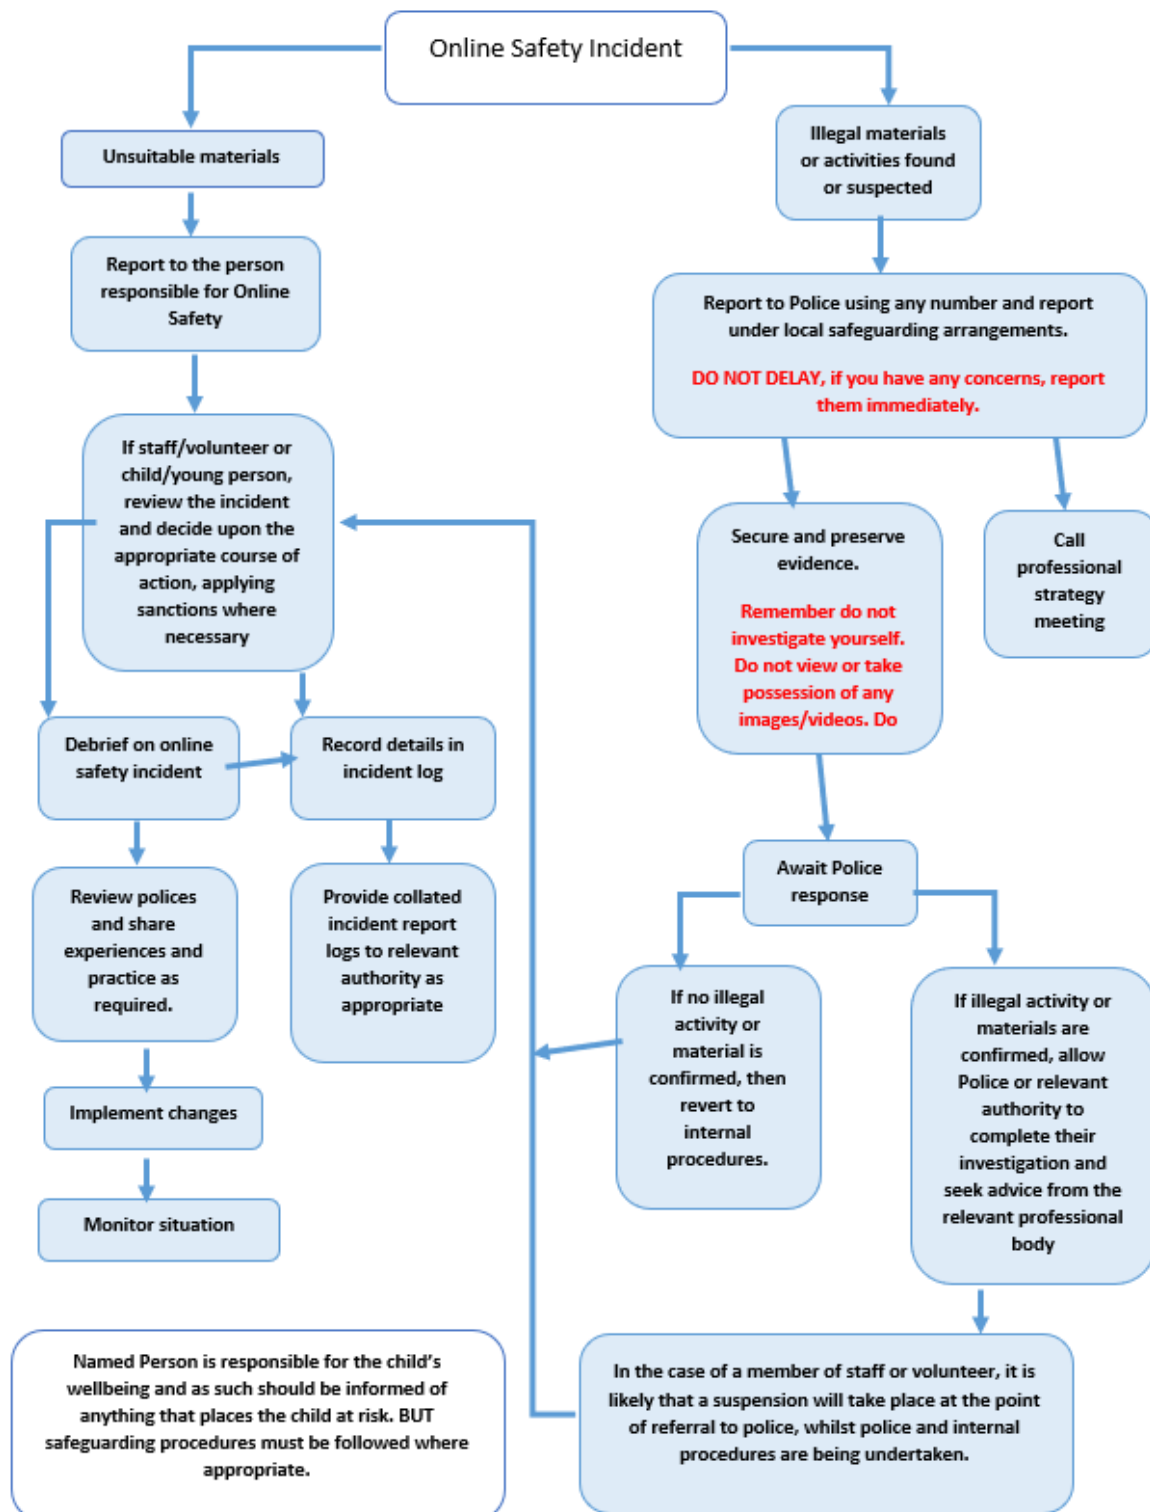 Online Safety Incident
Unsuitable materials
Illegal materials
or activities found
or suspected
Report to the person
responsible for Online
Safety
Report to Police using any number and report
under local safeguarding arrangements.
DO NOT DELAY, if you have any concerns, report
them immediately.
If staff/volunteer or
child/young person,
review the incident
and decide upon the
appropriate course of
action, applying
sanctions where
necessary
Secure and preserve
evidence.
Remember do not
investigate yourself.
Do not view or take
possession of any
images/videos. Do
Call
professional
strategy
meeting
Debrief on online
safety incident
Record details in
incident log
Await Police
response
Review polices
and share
experiences and
practice as
required.
Provide collated
incident report
logs to relevant
authority as
appropriate
If no illegal
activity or
material is
confirmed, then
revert to
internal
procedures.
If illegal activity or
materials are
confirmed, allow
Police or relevant
authority to
complete their
investigation and
seek advice from the
relevant professional
body
Implement changes
Monitor situation
Named Person is responsible for the child's
wellbeing and as such should be informed of
anything that places the child at risk. BUT
safeguarding procedures must be followed where
appropriate.
In the case of a member of staff or volunteer, it is
likely that a suspension will take place at the point
of referral to police, whilst police and internal
procedures are being undertaken.